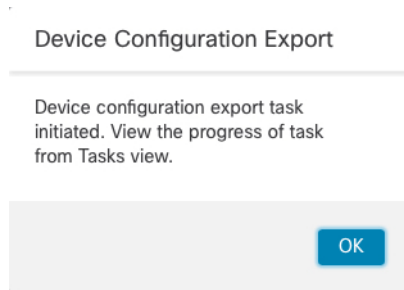 Device Configuration Export
Device configuration export task
initiated. View the progress of task
from Tasks view.
OK